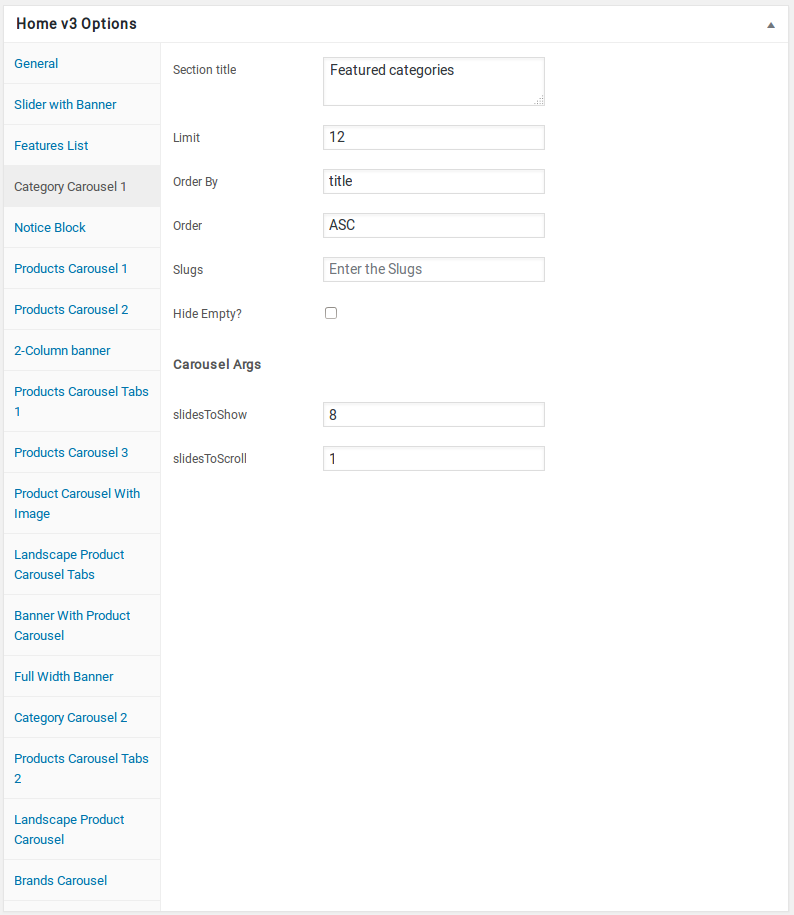 Home v3 Options
General
Slider with Banner
Features List
Category Carousel 1
Notice Block
Products Carousel 1
Products Carousel 2
2-Column banner
Products Carousel Tabs
1
Products Carousel 3
Product Carousel With
Image
Landscape Product
Carousel Tabs
Banner With Product
Carousel
Full Width Banner
Category Carousel 2
Products Carousel Tabs
2
Landscape Product
Carousel
Brands Carousel
Section title Featured categories
Limit 12
Order By title
Order ASC
Slugs Enter the Slugs
Hide Empty?
Carousel Args
slidesToShow 8
slidesToScroll 1